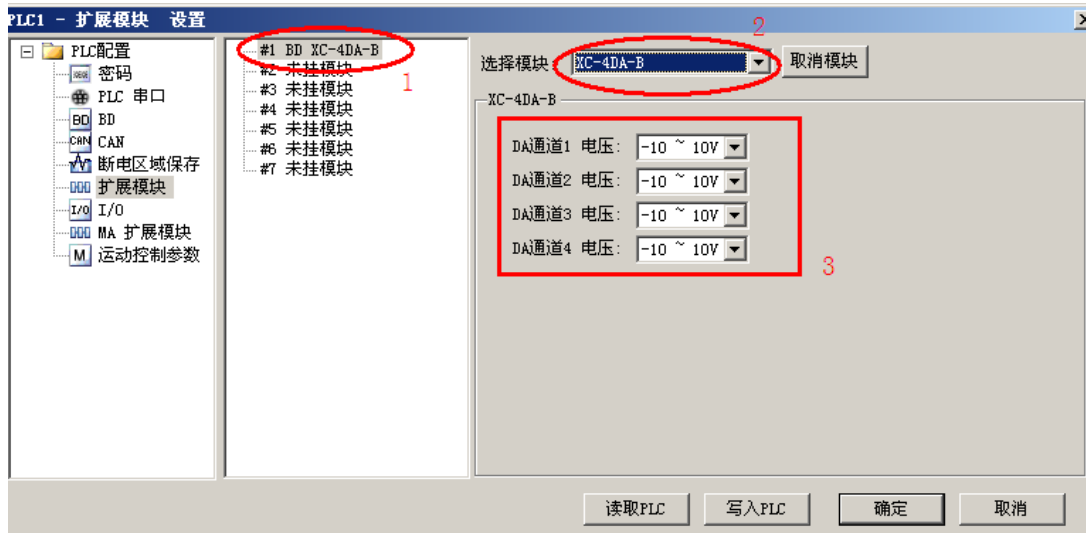 PLC1 - 扩展模块 设置
PLC配置
密码
PLC 串口
BD BD
CAN CAN
断电区域保存
扩展模块
I/O I/O
MA 扩展模块
M 运动控制参数
#1 BD XC-4DA-B
#2 未挂模块
#3 未挂模块
#4 未挂模块
#5 未挂模块
#6 未挂模块
#7 未挂模块
1
2
选择模块: XC-4DA-B 取消模块
XC-4DA-B
DA通道1 电压: -10 ~ 10V
DA通道2 电压: -10 ~ 10V
DA通道3 电压: -10 ~ 10V
DA通道4 电压: -10 ~ 10V
3
读取PLC 写入PLC 确定 取消